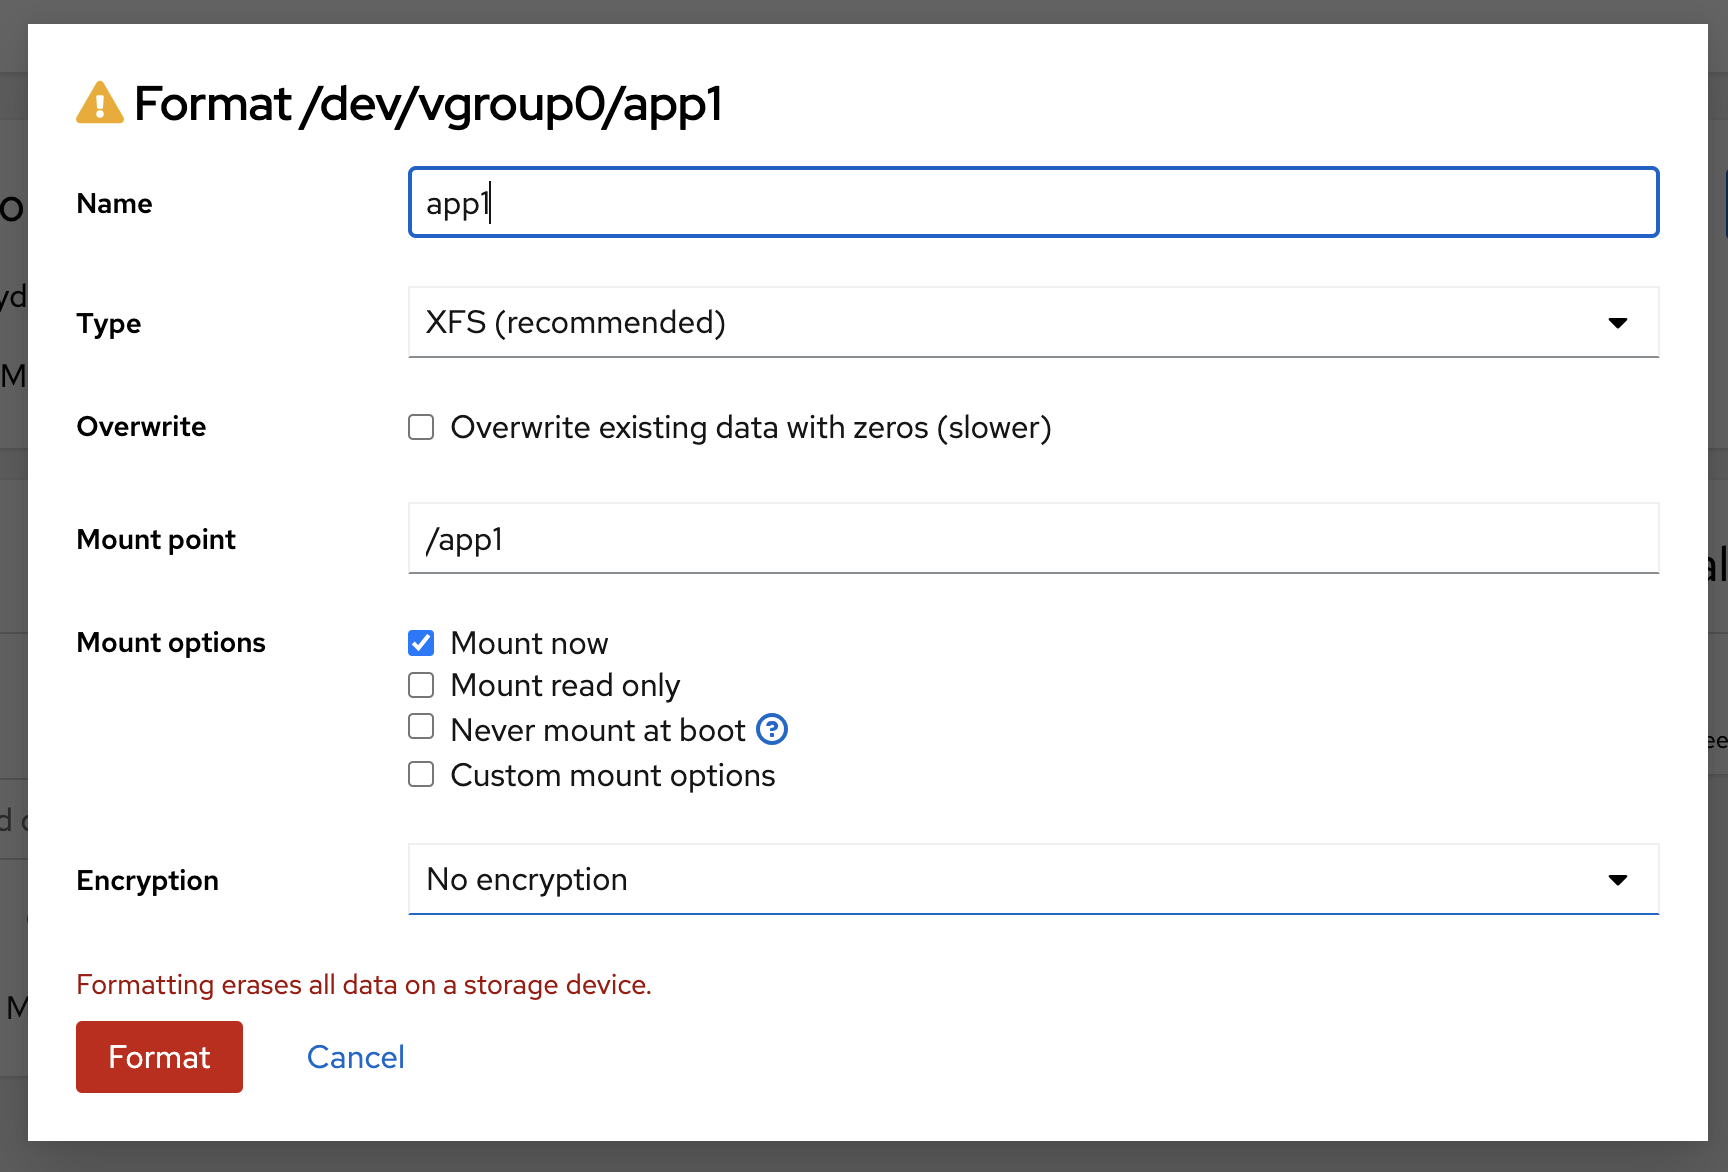 Format /dev/vgroup0/app1
Name
app1
Type
XFS (recommended)
Overwrite
Overwrite existing data with zeros (slower)
Mount point
/app1
Mount options
Mount now
Mount read only
Never mount at boot
Custom mount options
Encryption
No encryption
Formatting erases all data on a storage device.
Format
Cancel